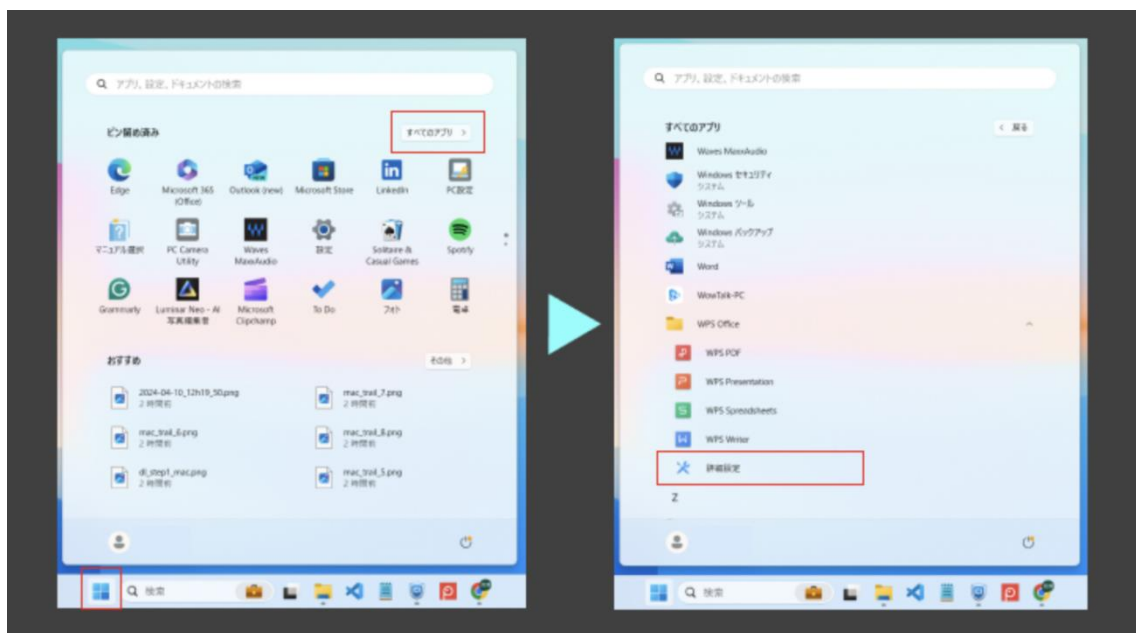 アプリ、設定、ドキュメントの検索
ピン留め済み
すべてのアプリ >
Edge
Microsoft 365 (Office)
Outlook (new)
Microsoft Store
LinkedIn
PC設定
マニュアル選択
PC Camera Utility
Waves MaxxAudio
設定
Solitaire & Casual Games
Spotify
Grammarly
Luminar Neo - AI 写真編集者
Microsoft Clipchamp
To Do
フォト
電卓
おすすめ
その他 >
2024-04-10_12h19_50.png
2 時間前
mac_trail_7.png
2 時間前
mac_trail_6.png
2 時間前
mac_trail_8.png
2 時間前
dl_step1_mac.png
2 時間前
mac_trail_5.png
2 時間前
検索
アプリ、設定、ドキュメントの検索
すべてのアプリ
< 戻る
Waves MaxxAudio
Windows セキュリティ
システム
Windows ツール
システム
Windows バックアップ
システム
Word
WowTalk-PC
WPS Office
WPS PDF
WPS Presentation
WPS Spreadsheets
WPS Writer
詳細設定
Z
検索